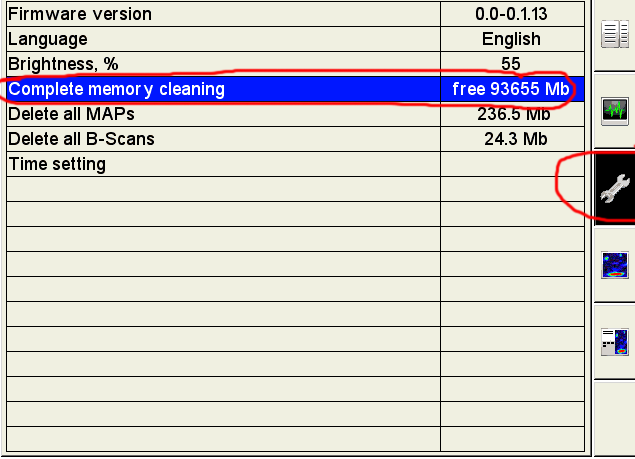 Firmware version 0.0-0.1.13
Language English
Brightness, % 55
Complete memory cleaning free 93655 Mb
Delete all MAPs 236.5 Mb
Delete all B-Scans 24.3 Mb
Time setting